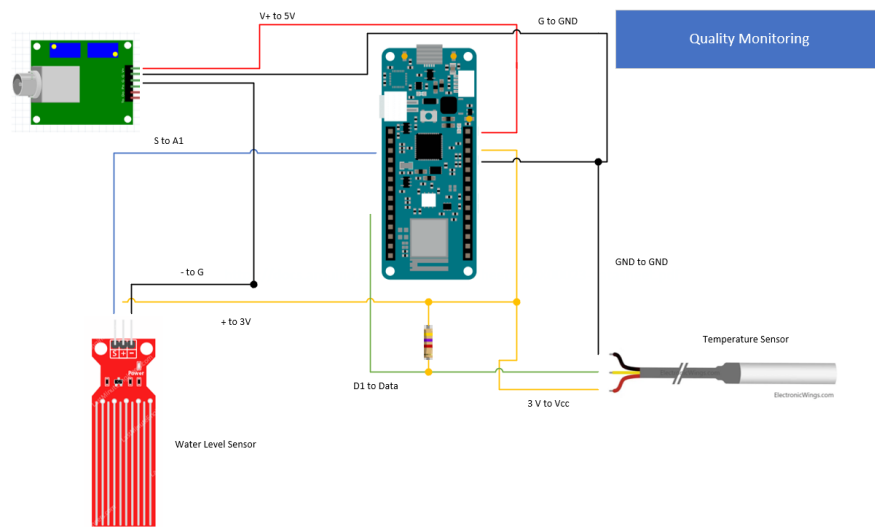 V+ to 5V
G to GND
Quality Monitoring
S to A1
GND to GND
- to G
+ to 3V
Temperature Sensor
S + -
Power
D1 to Data
3 V to Vcc
ElectronicWings.com
Water Level Sensor